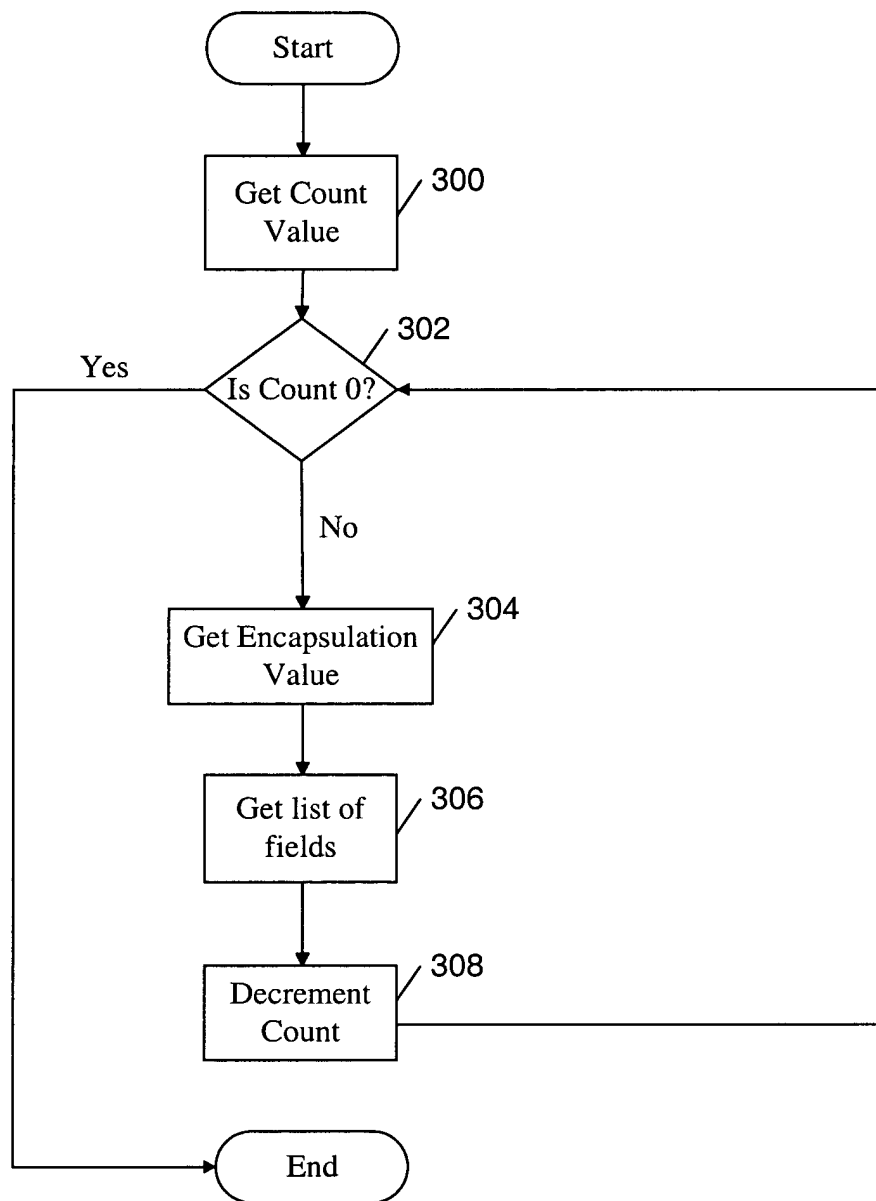 Start
Get Count
Value
300
302
Yes
Is Count 0?
No
Get Encapsulation
Value
304
Get list of
fields
306
Decrement
Count
308
End